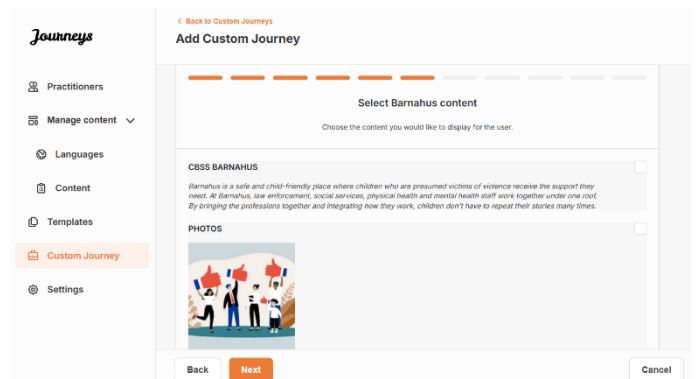 Journeys
Practitioners
Manage content
Languages
Content
Templates
Custom Journey
Settings
< Back to Custom Journeys
Add Custom Journey
Select Barnahus content
Choose the content you would like to display for the user.
CBSS BARNAHUS
Barnahus is a safe and child-friendly place where children who are presumed victims of violence receive the support they
need. At Barnahus, law enforcement, social services, physical health and mental health staff work together under one roof.
By bringing the professions together and integrating how they work, children don't have to repeat their stories many times.
PHOTOS
Back
Next
Cancel